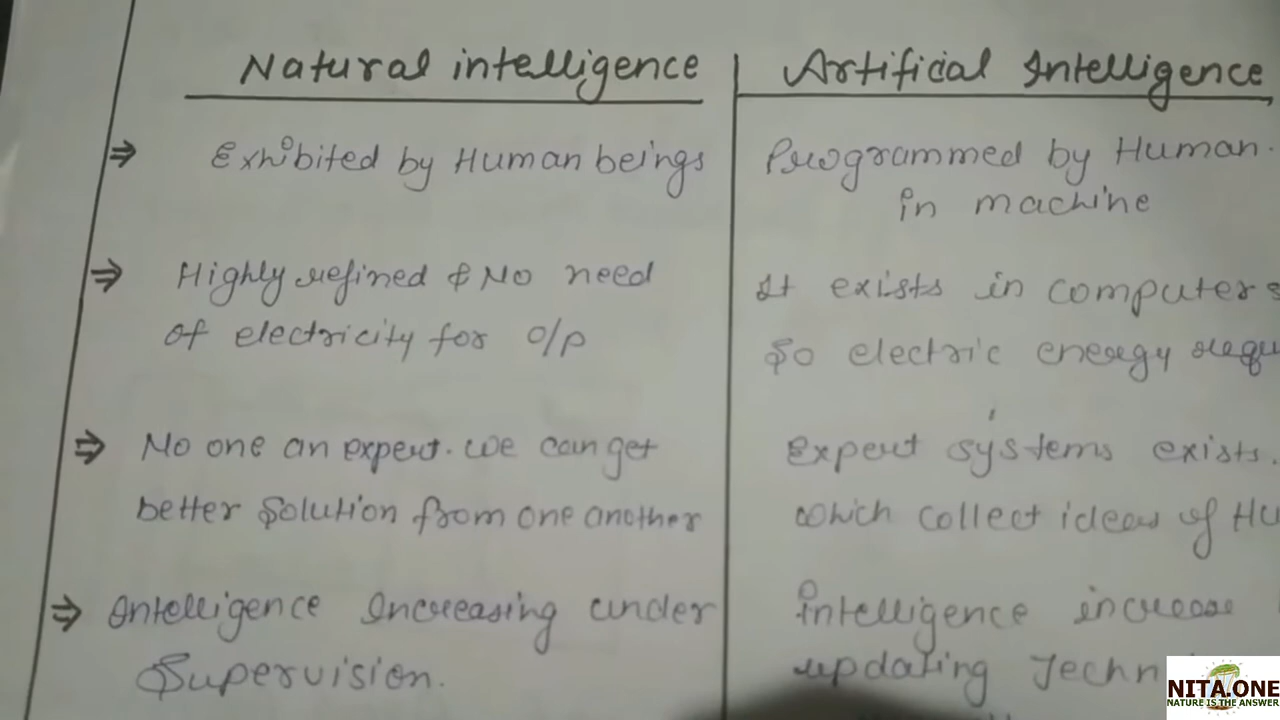 Natural intelligence
Artificial Intelligence
⇒ Exhibited by Human beings
Programmed by Human.
in machine
⇒ Highly refined & No need
of electricity for o/p
It exists in computers
So electric energy requ
⇒ No one an expert. We can get
better solution from one another
Expert systems exists.
which collect ideas of Hu
⇒ Intelligence Increasing under
Supervision.
intelligence increase
updating Techn
NITA.ONE
NATURE IS THE ANSWER